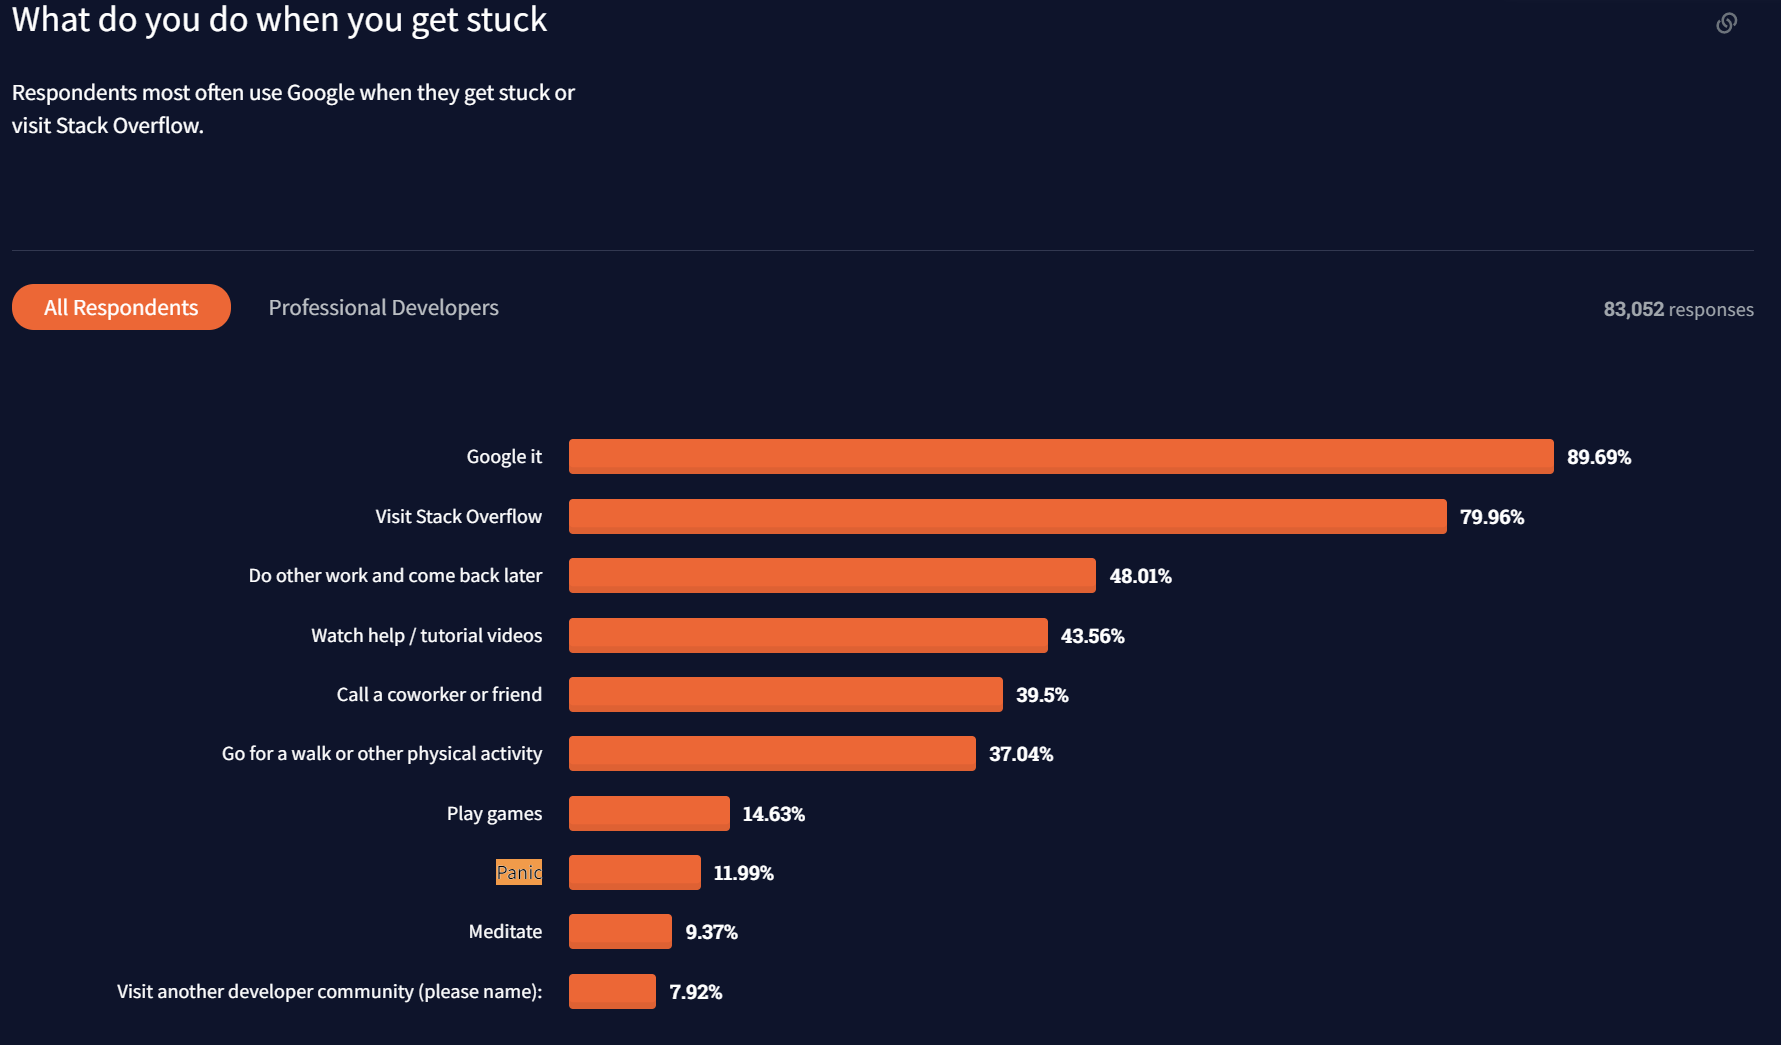 What do you do when you get stuck
Respondents most often use Google when they get stuck or
visit Stack Overflow.
All Respondents
Professional Developers
83,052 responses
Google it
89.69%
Visit Stack Overflow
79.96%
Do other work and come back later
48.01%
Watch help / tutorial videos
43.56%
Call a coworker or friend
39.5%
Go for a walk or other physical activity
37.04%
Play games
14.63%
Panic
11.99%
Meditate
9.37%
Visit another developer community (please name):
7.92%